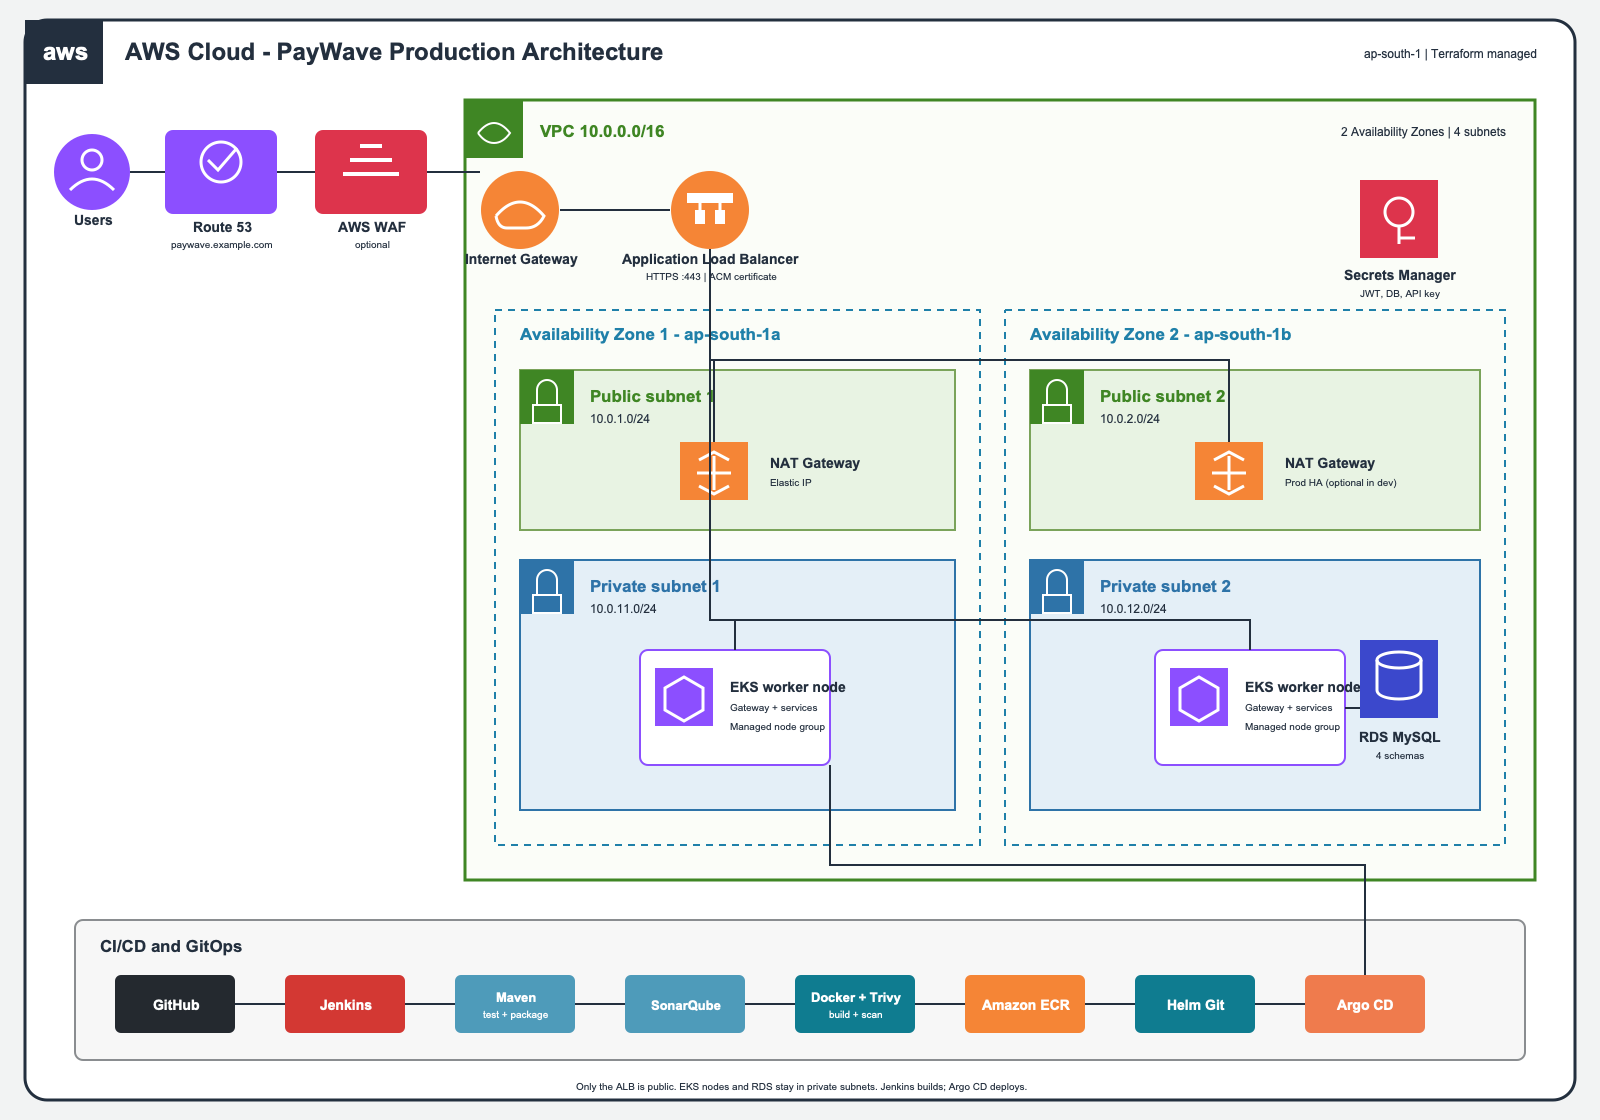 aws
AWS Cloud - PayWave Production Architecture
ap-south-1 | Terraform managed
VPC 10.0.0.0/16
2 Availability Zones | 4 subnets
Users
Route 53
paywave.example.com
AWS WAF
optional
Internet Gateway
Application Load Balancer
HTTPS :443 | ACM certificate
Secrets Manager
JWT, DB, API key
Availability Zone 1 - ap-south-1a
Public subnet 1
10.0.1.0/24
NAT Gateway
Elastic IP
Private subnet 1
10.0.11.0/24
EKS worker node
Gateway + services
Managed node group
Availability Zone 2 - ap-south-1b
Public subnet 2
10.0.2.0/24
NAT Gateway
Prod HA (optional in dev)
Private subnet 2
10.0.12.0/24
EKS worker node
Gateway + services
Managed node group
RDS MySQL
4 schemas
CI/CD and GitOps
GitHub
Jenkins
Maven
test + package
SonarQube
Docker + Trivy
build + scan
Amazon ECR
Helm Git
Argo CD
Only the ALB is public. EKS nodes and RDS stay in private subnets. Jenkins builds; Argo CD deploys.